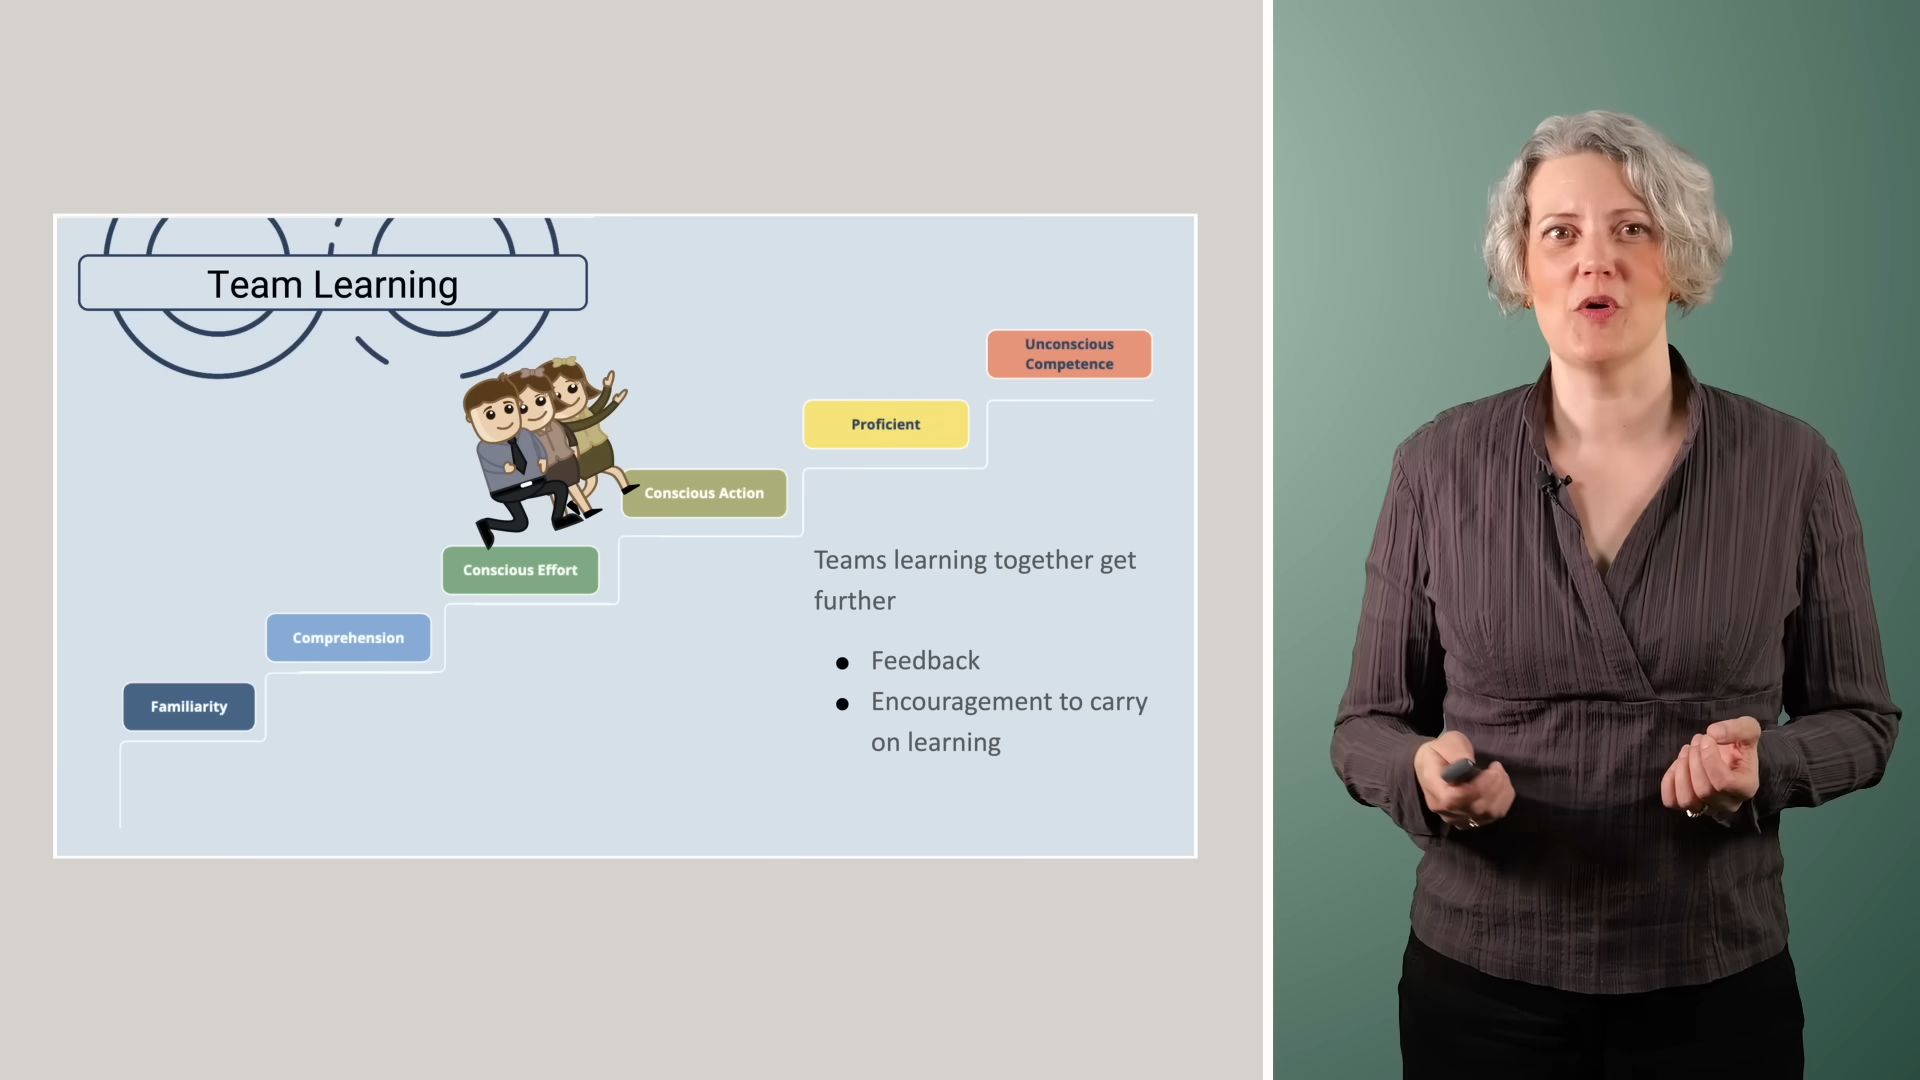 Team Learning
Unconscious
Competence
Proficient
Conscious Action
Conscious Effort
Comprehension
Familiarity
Teams learning together get
further
● Feedback
● Encouragement to carry
on learning